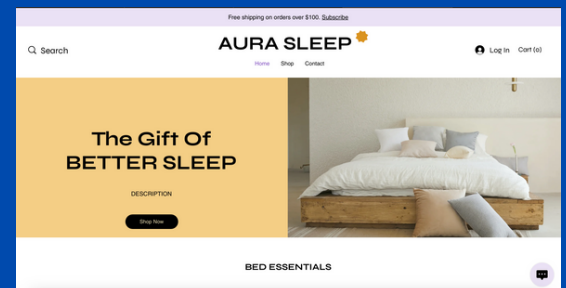 Free shipping on orders over $100. Subscribe
Search
AURA SLEEP
Log In
Cart (0)
Home
Shop
Contact
The Gift Of
BETTER SLEEP
DESCRIPTION
Shop Now
BED ESSENTIALS